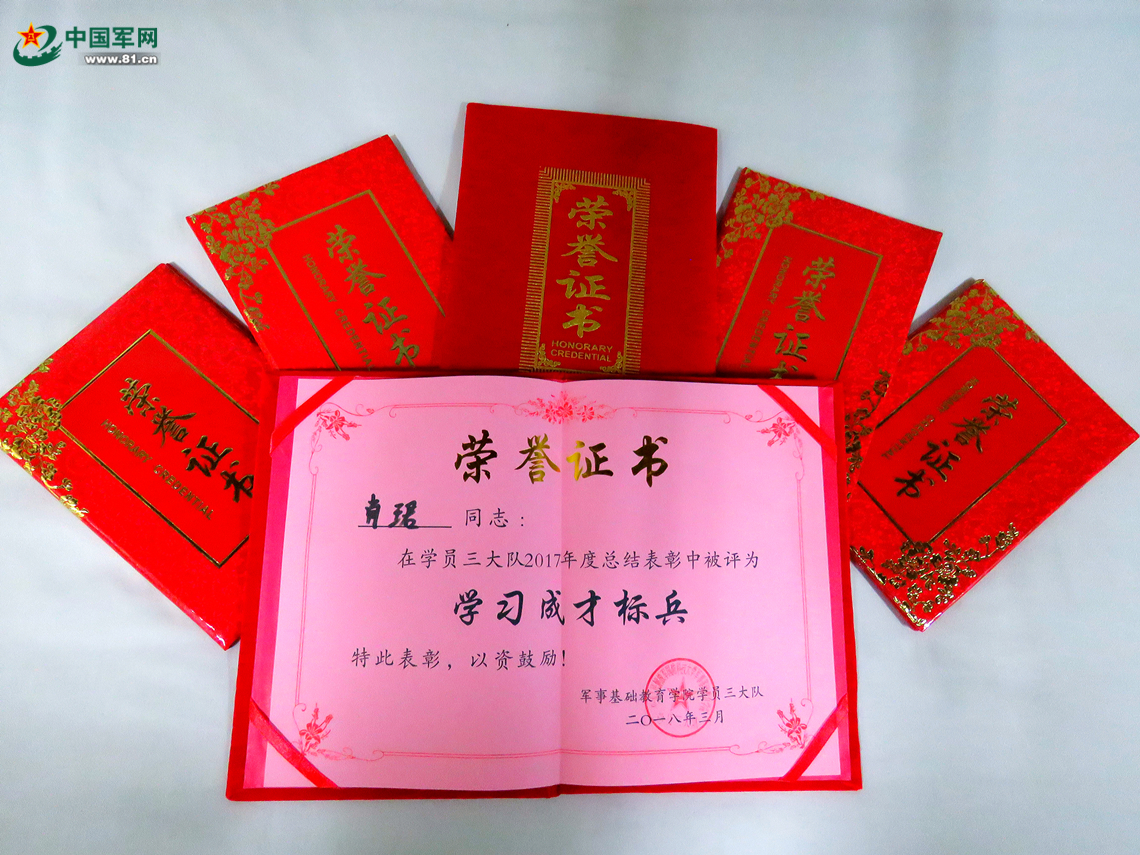 中国军网
www.81.cn
荣誉证书
HONORARY CREDENTIAL
荣誉证书
HONORARY
荣誉证书
HONORARY
CREDENTIAL
荣誉证书
HONORARY
荣誉证书
荣誉证书
肖珺 同志：
在学员三大队2017年度总结表彰中被评为
学习成才标兵
特此表彰，以资鼓励！
军事基础教育学院学员三大队
二〇一八年三月